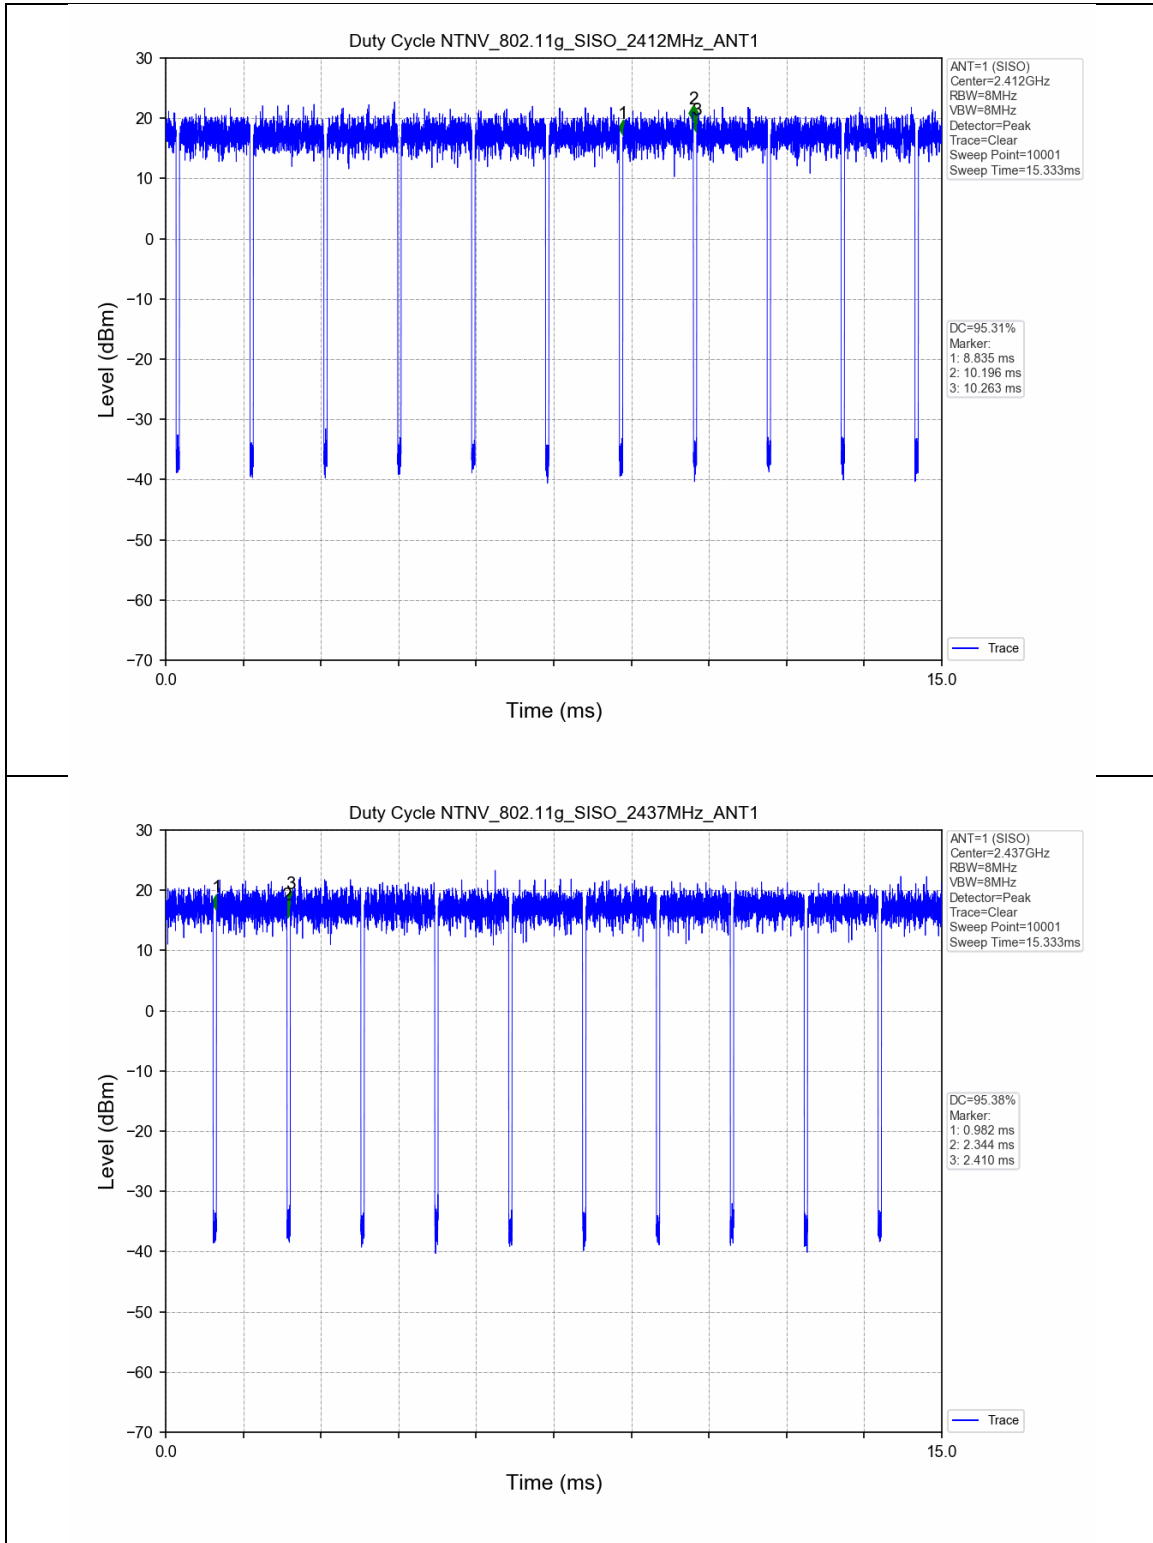 Duty Cycle NTNV_802.11g_SISO_2412MHz_ANT1
30
20
10
0
−10
−20
−30
−40
−50
−60
−70
Level (dBm)
1
2
3
0.0
15.0
Time (ms)
ANT=1 (SISO)
Center=2.412GHz
RBW=8MHz
VBW=8MHz
Detector=Peak
Trace=Clear
Sweep Point=10001
Sweep Time=15.333ms
DC=95.31%
Marker:
1: 8.835 ms
2: 10.196 ms
3: 10.263 ms
Trace
Duty Cycle NTNV_802.11g_SISO_2437MHz_ANT1
30
20
10
0
−10
−20
−30
−40
−50
−60
−70
Level (dBm)
1
2
3
0.0
15.0
Time (ms)
ANT=1 (SISO)
Center=2.437GHz
RBW=8MHz
VBW=8MHz
Detector=Peak
Trace=Clear
Sweep Point=10001
Sweep Time=15.333ms
DC=95.38%
Marker:
1: 0.982 ms
2: 2.344 ms
3: 2.410 ms
Trace